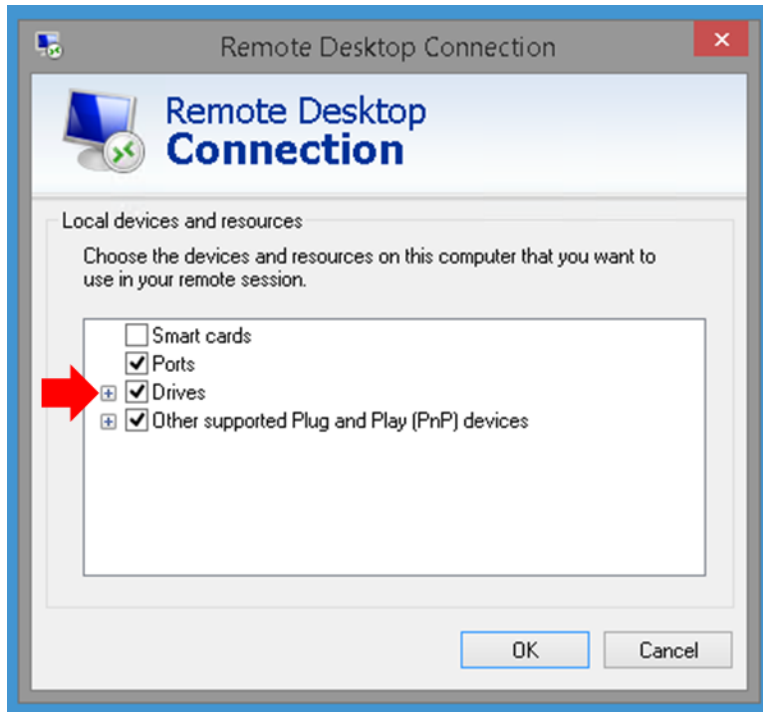 Remote Desktop Connection
Remote Desktop
Connection
Local devices and resources
Choose the devices and resources on this computer that you want to
use in your remote session.
Smart cards
Ports
Drives
Other supported Plug and Play (PnP) devices
OK
Cancel